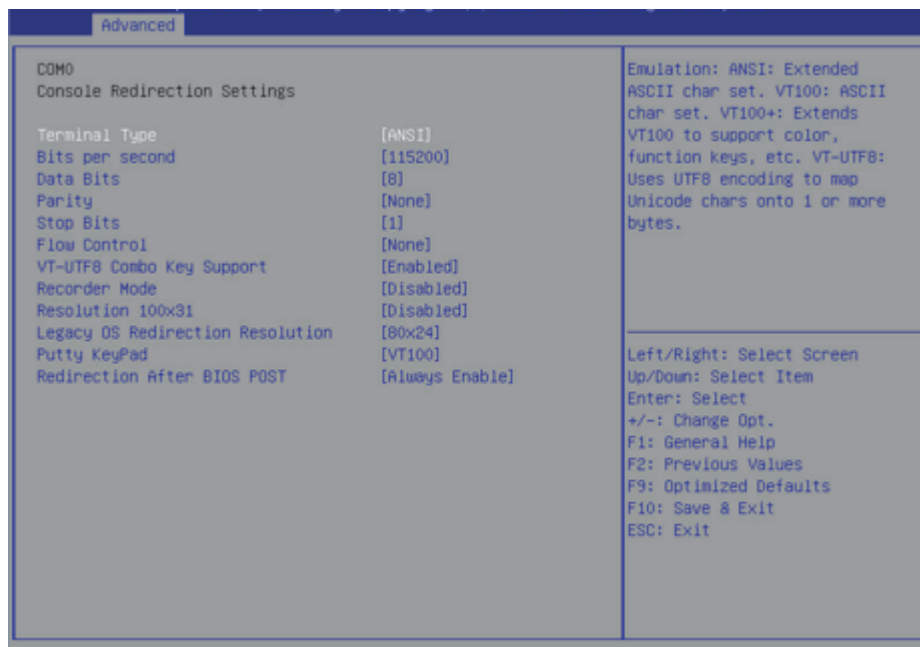 Advanced
COM0
Console Redirection Settings
Terminal Type [ANSI]
Bits per second [115200]
Data Bits [8]
Parity [None]
Stop Bits [1]
Flow Control [None]
VT-UTF8 Combo Key Support [Enabled]
Recorder Mode [Disabled]
Resolution 100x31 [Disabled]
Legacy OS Redirection Resolution [80x24]
Putty KeyPad [VT100]
Redirection After BIOS POST [Always Enable]
Emulation: ANSI: Extended
ASCII char set. VT100: ASCII
char set. VT100+: Extends
VT100 to support color,
function keys, etc. VT-UTF8:
Uses UTF8 encoding to map
Unicode chars onto 1 or more
bytes.
Left/Right: Select Screen
Up/Down: Select Item
Enter: Select
+/-: Change Opt.
F1: General Help
F2: Previous Values
F9: Optimized Defaults
F10: Save & Exit
ESC: Exit